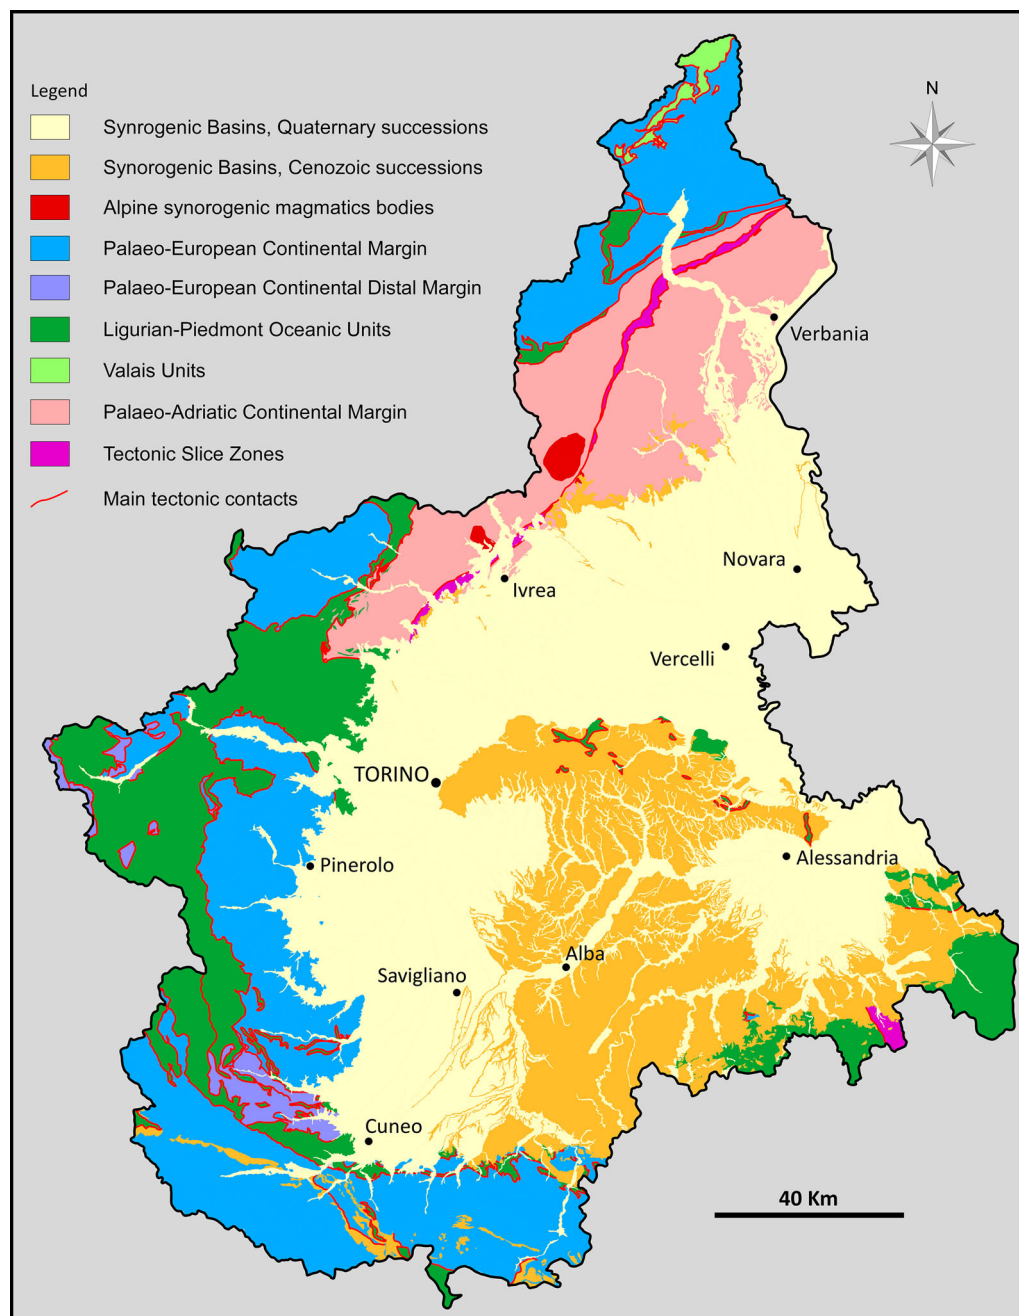 Legend
Synrogenic Basins, Quaternary successions
Synorogenic Basins, Cenozoic successions
Alpine synorogenic magmatics bodies
Palaeo-European Continental Margin
Palaeo-European Continental Distal Margin
Ligurian-Piedmont Oceanic Units
Valais Units
Palaeo-Adriatic Continental Margin
Tectonic Slice Zones
Main tectonic contacts
N
Verbania
Novara
Ivrea
Vercelli
TORINO
Alessandria
Pinerolo
Alba
Savigliano
Cuneo
40 Km